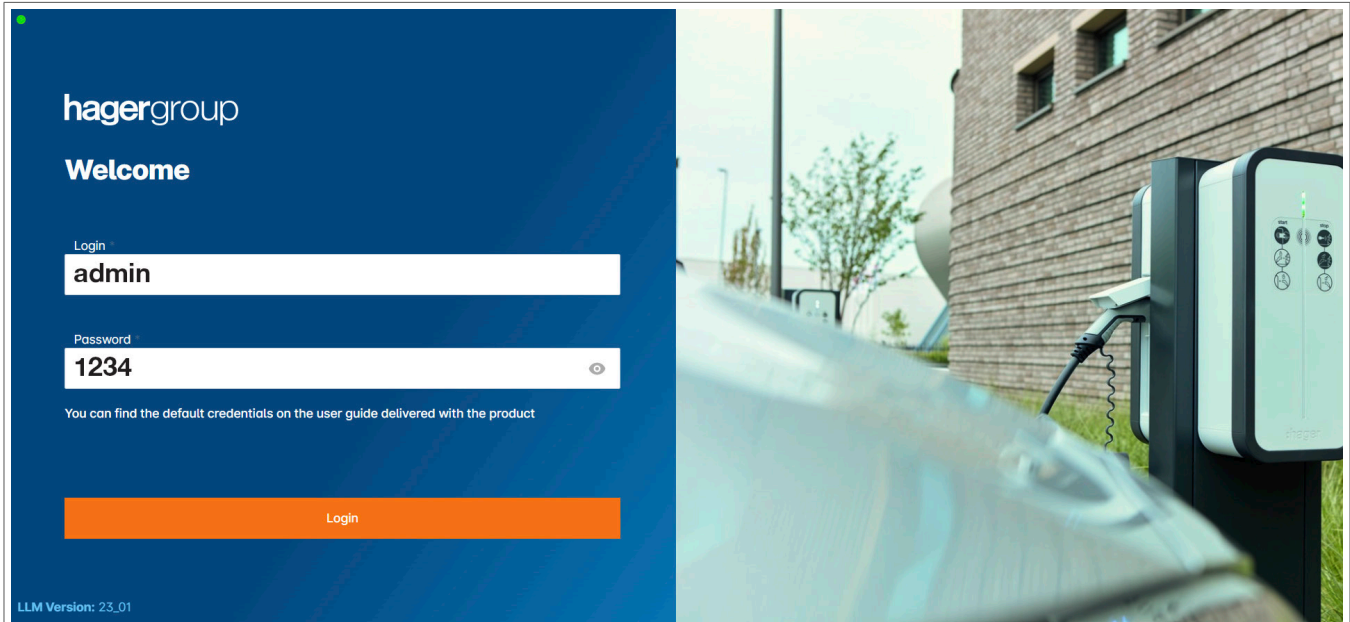 hagergroup
Welcome
Login *
admin
Password *
1234
You can find the default credentials on the user guide delivered with the product
Login
LLM Version: 23_01
start
stop
hager